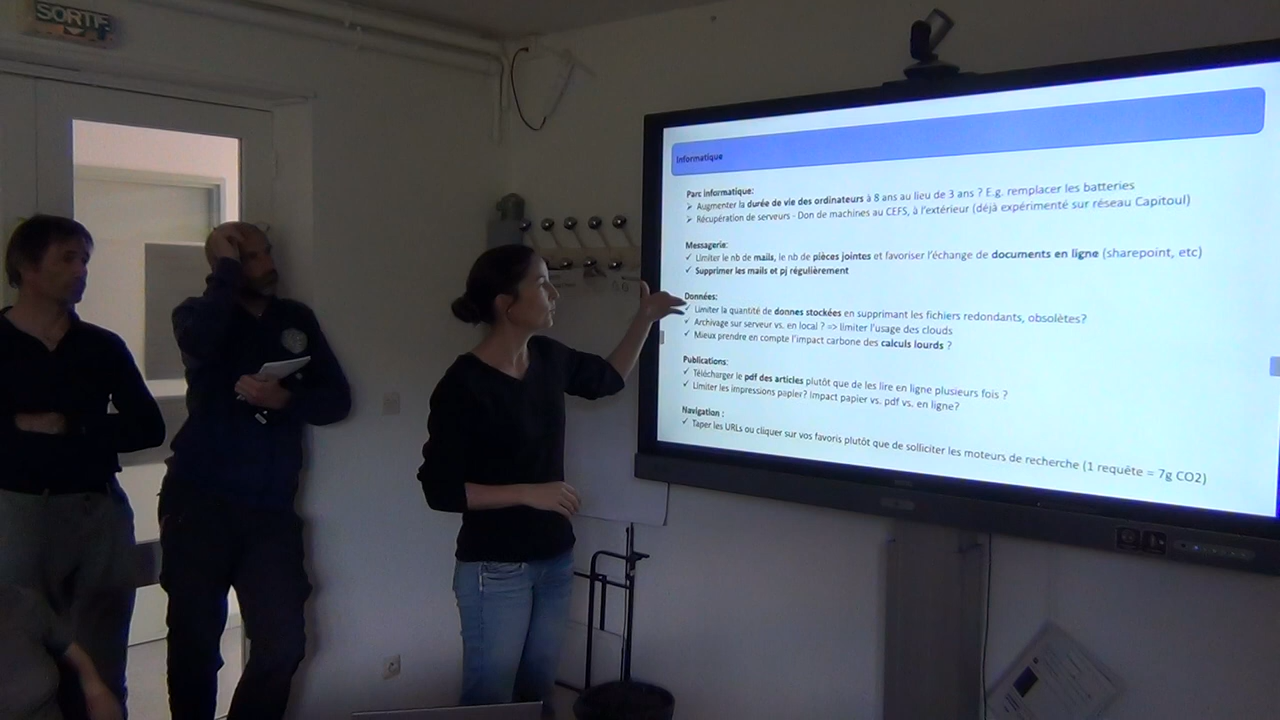 SORTIE
Informatique
Parc informatique:
➢ Augmenter la durée de vie des ordinateurs à 8 ans au lieu de 3 ans ? E.g. remplacer les batteries
➢ Récupération de serveurs - Don de machines au CEFS, à l'extérieur (déjà expérimenté sur réseau Capitoul)
Messagerie:
✓ Limiter le nb de mails, le nb de pièces jointes et favoriser l'échange de documents en ligne (sharepoint, etc)
✓ Supprimer les mails et pj régulièrement
Données:
✓ Limiter la quantité de donnes stockées en supprimant les fichiers redondants, obsolètes?
✓ Archivage sur serveur vs. en local ? => limiter l'usage des clouds
✓ Mieux prendre en compte l'impact carbone des calculs lourds ?
Publications:
✓ Télécharger le pdf des articles plutôt que de les lire en ligne plusieurs fois ?
✓ Limiter les impressions papier? Impact papier vs. pdf vs. en ligne?
Navigation :
✓ Taper les URLs ou cliquer sur vos favoris plutôt que de solliciter les moteurs de recherche (1 requête = 7g CO2)